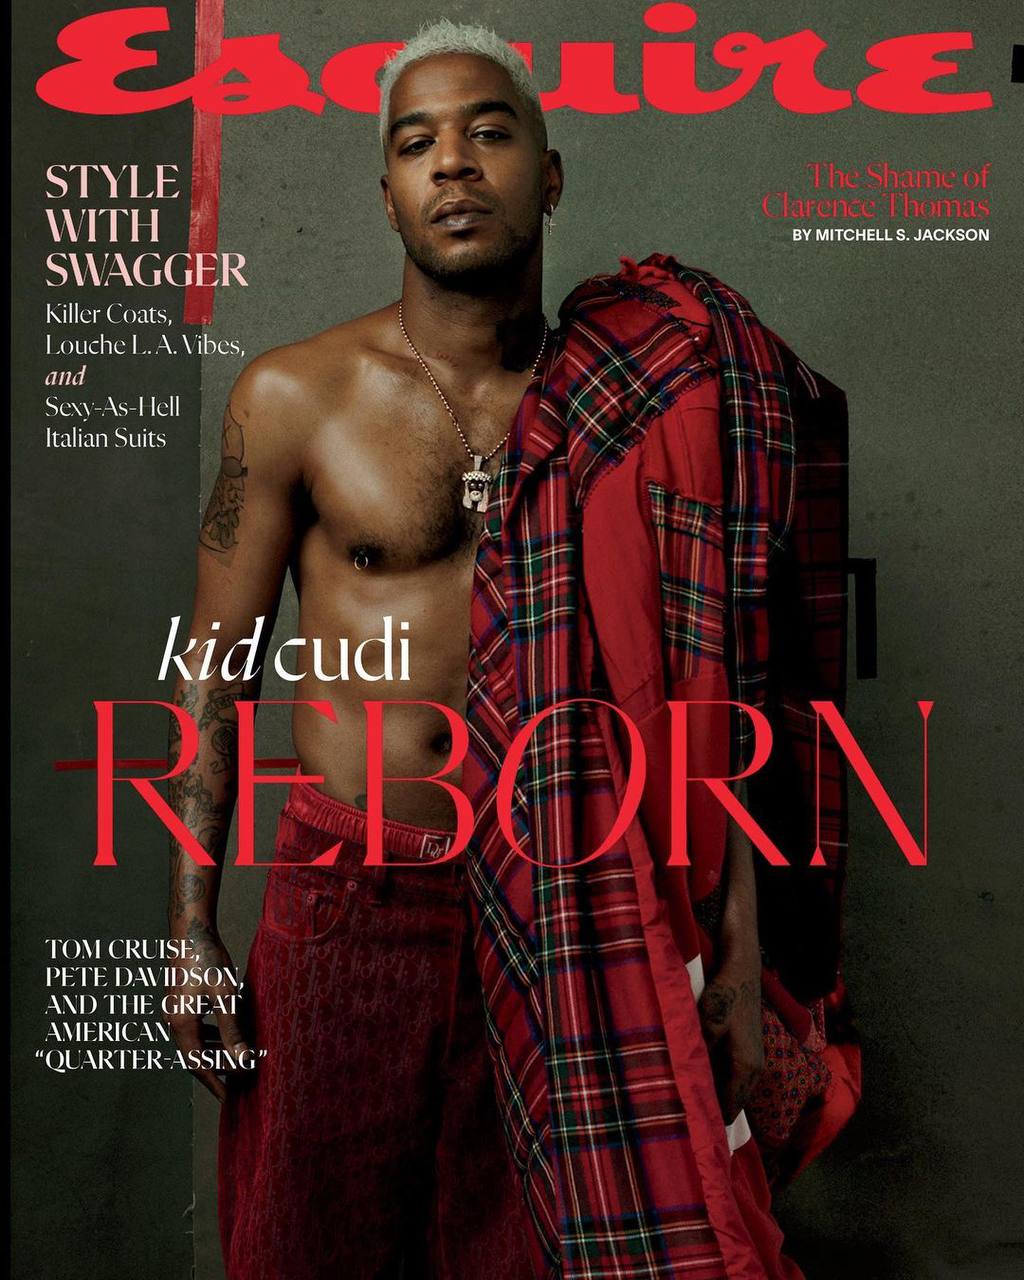 Esquire
STYLE
WITH
SWAGGER
Killer Coats,
Louche L.A. Vibes,
and
Sexy-As-Hell
Italian Suits
The Shame of
Clarence Thomas
BY MITCHELL S. JACKSON
kid cudi
REBORN
TOM CRUISE,
PETE DAVIDSON,
AND THE GREAT
AMERICAN
“QUARTER-ASSING”